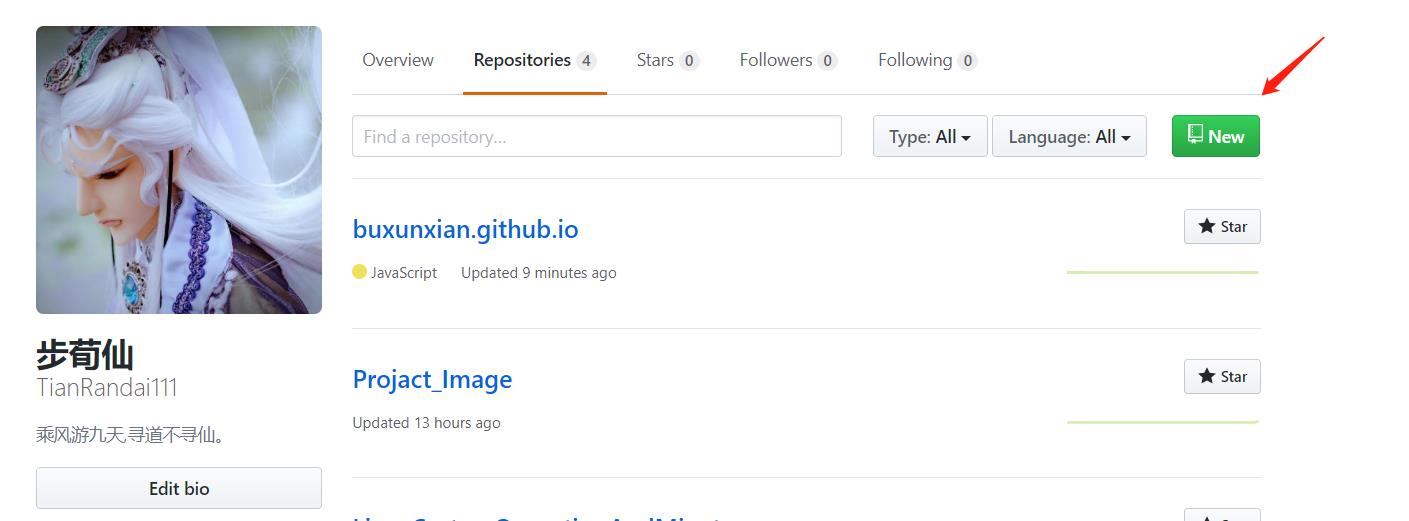 Overview Repositories 4 Stars 0 Followers 0 Following 0
Find a repository... Type: All Language: All New
buxunxian.github.io Star
JavaScript Updated 9 minutes ago
步荀仙
TianRandai111
Projact_Image Star
Updated 13 hours ago
乘风游九天,寻道不寻仙。
Edit bio